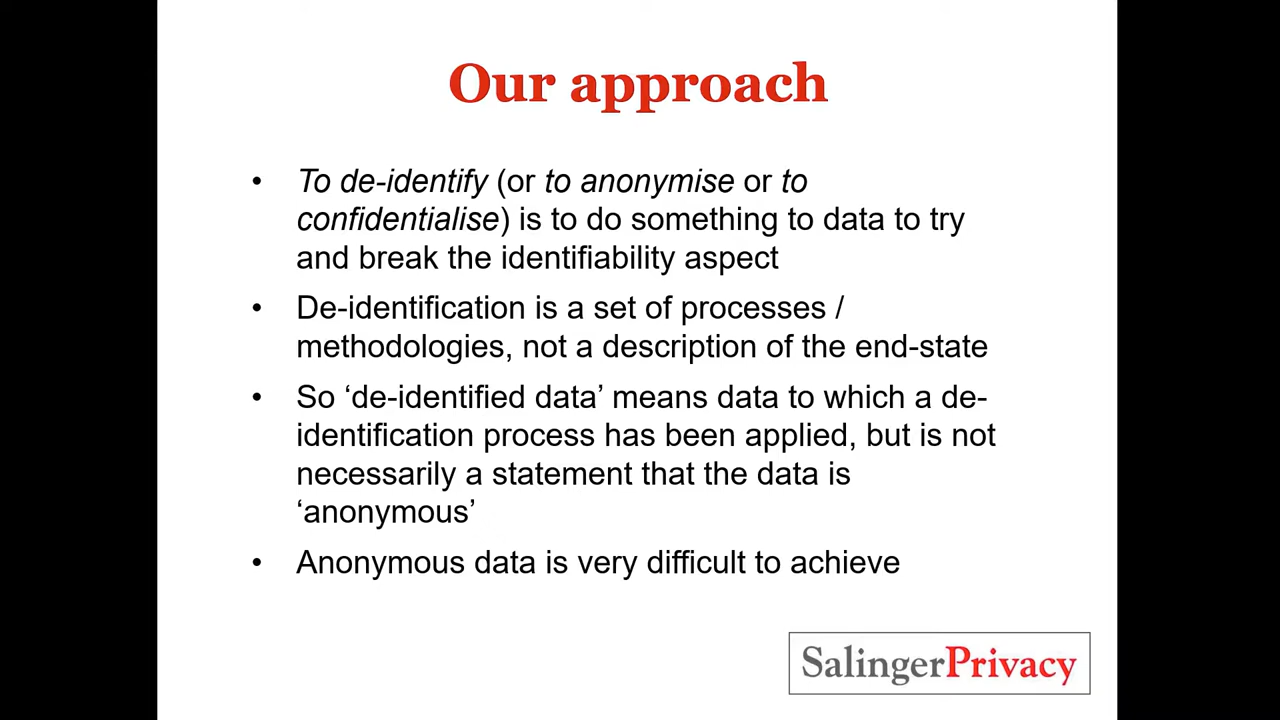 Our approach
• To de-identify (or to anonymise or to
confidentialise) is to do something to data to try
and break the identifiability aspect
• De-identification is a set of processes /
methodologies, not a description of the end-state
• So ‘de-identified data’ means data to which a de-
identification process has been applied, but is not
necessarily a statement that the data is
‘anonymous’
• Anonymous data is very difficult to achieve
SalingerPrivacy